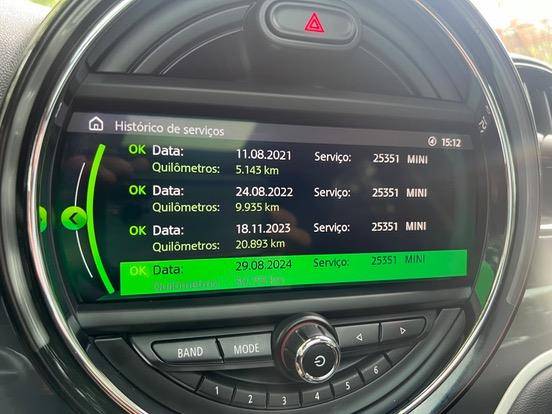 Histórico de serviços
15:12
OK Data: 11.08.2021 Serviço: 25351 MINI
Quilômetros: 5.143 km
OK Data: 24.08.2022 Serviço: 25351 MINI
Quilômetros: 9.935 km
OK Data: 18.11.2023 Serviço: 25351 MINI
Quilômetros: 20.893 km
OK Data: 29.08.2024 Serviço: 25351 MINI
Quilômetros: km
BAND MODE
1 2 3 4 5 6